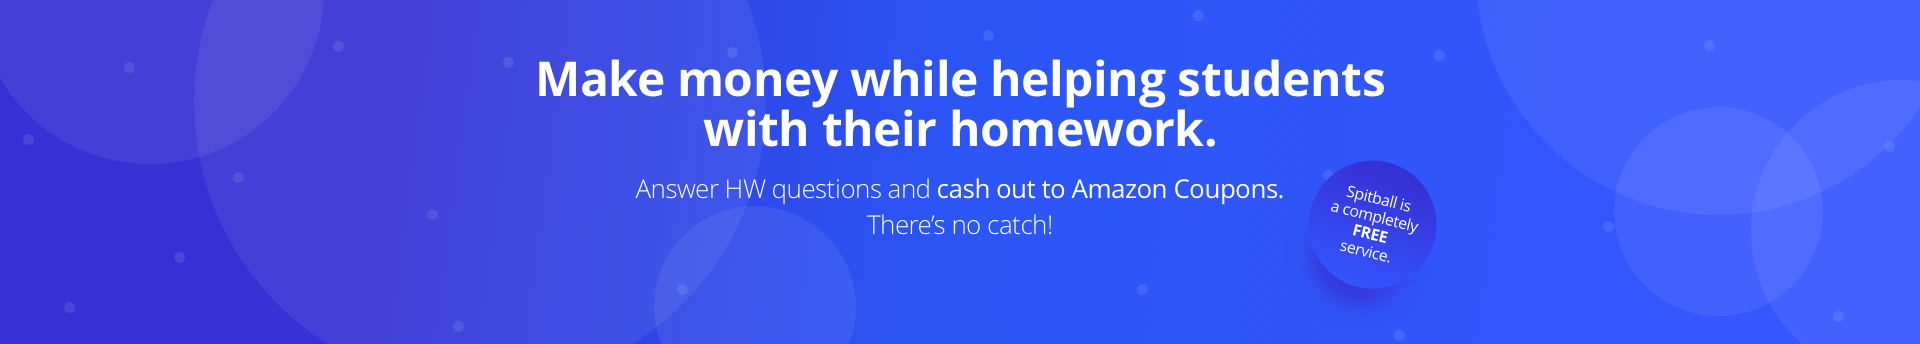 Make money while helping students
with their homework.
Answer HW questions and cash out to Amazon Coupons.
There’s no catch!
Spitball is
a completely
FREE
service.